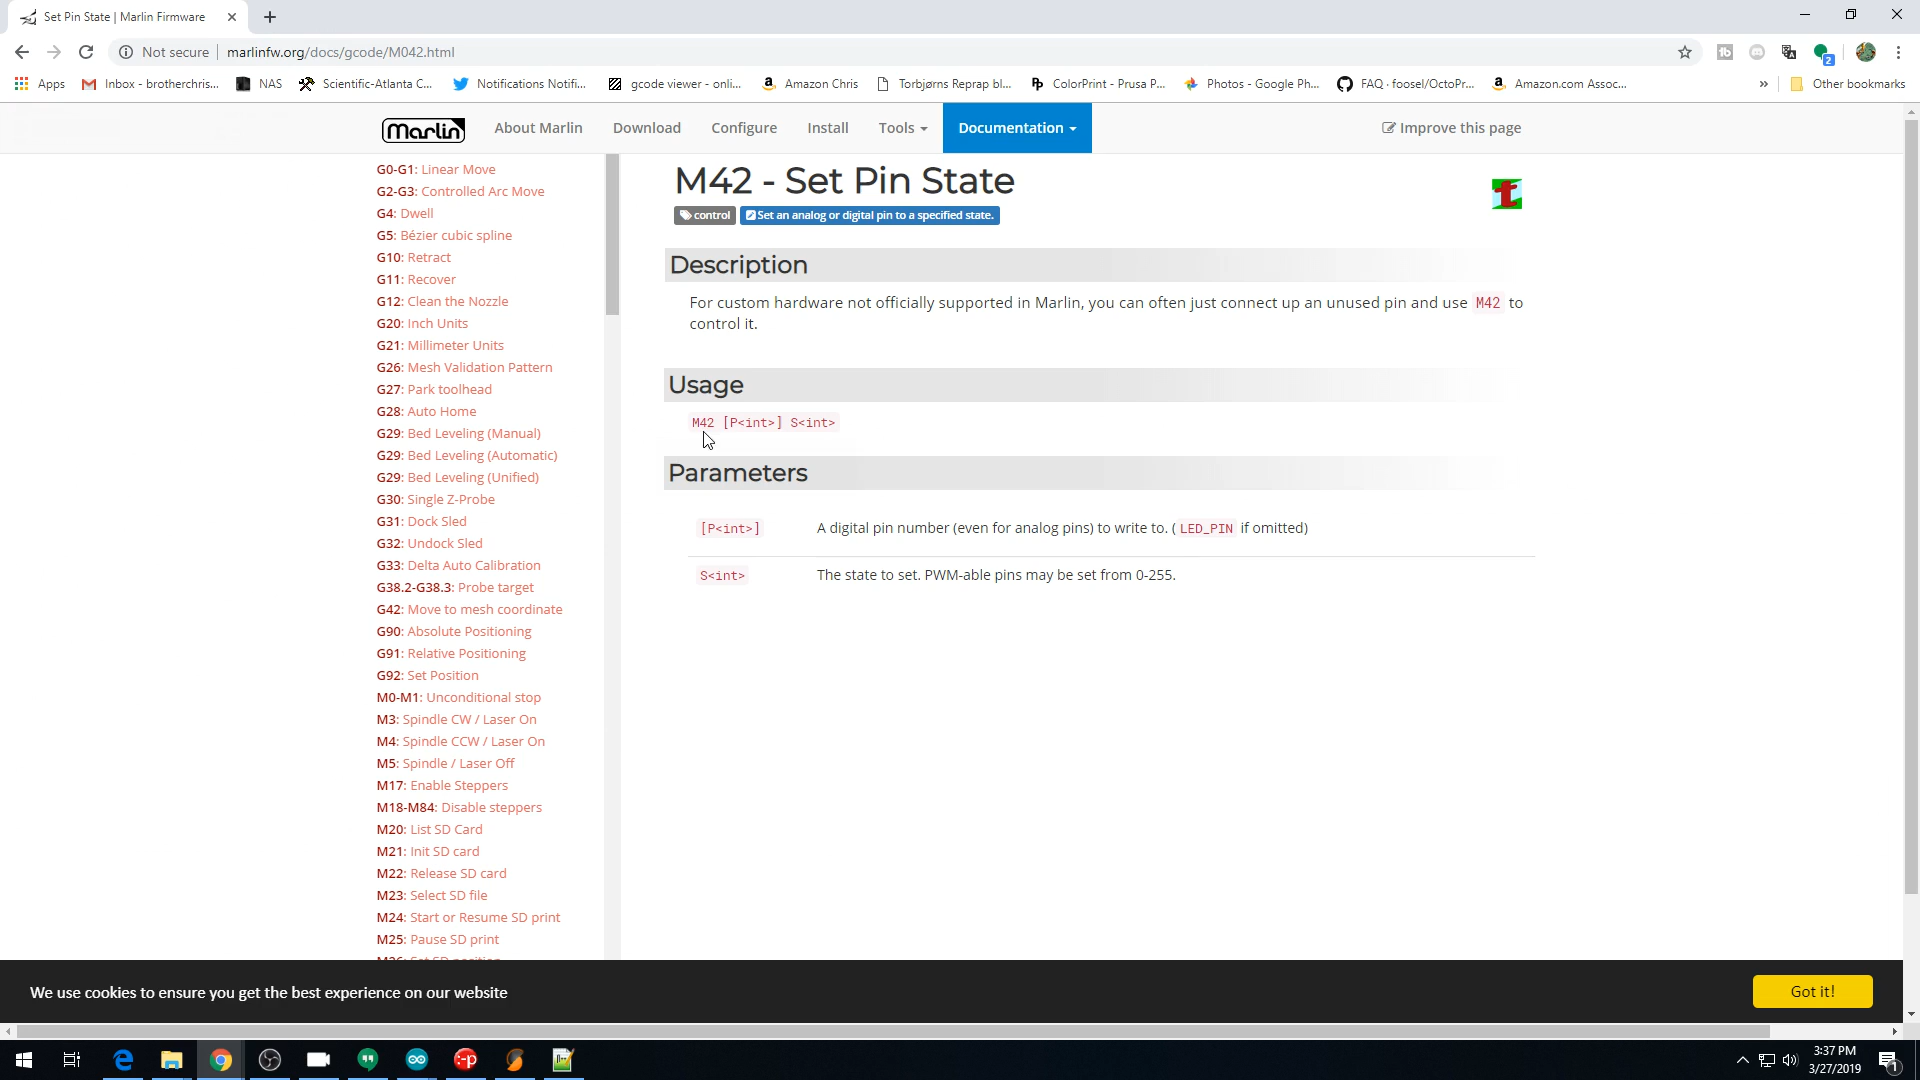 Set Pin State | Marlin Firmware
Not secure | marlinfw.org/docs/gcode/M042.html
Apps Inbox - brotherchris... NAS Scientific-Atlanta C... Notifications Notifi... gcode viewer - onli... Amazon Chris Torbjørns Reprap bl... ColorPrint - Prusa P... Photos - Google Ph... FAQ · foosel/OctoPr... Amazon.com Assoc... » Other bookmarks
Marlin About Marlin Download Configure Install Tools Documentation Improve this page
G0-G1: Linear Move
G2-G3: Controlled Arc Move
G4: Dwell
G5: Bézier cubic spline
G10: Retract
G11: Recover
G12: Clean the Nozzle
G20: Inch Units
G21: Millimeter Units
G26: Mesh Validation Pattern
G27: Park toolhead
G28: Auto Home
G29: Bed Leveling (Manual)
G29: Bed Leveling (Automatic)
G29: Bed Leveling (Unified)
G30: Single Z-Probe
G31: Dock Sled
G32: Undock Sled
G33: Delta Auto Calibration
G38.2-G38.3: Probe target
G42: Move to mesh coordinate
G90: Absolute Positioning
G91: Relative Positioning
G92: Set Position
M0-M1: Unconditional stop
M3: Spindle CW / Laser On
M4: Spindle CCW / Laser On
M5: Spindle / Laser Off
M17: Enable Steppers
M18-M84: Disable steppers
M20: List SD Card
M21: Init SD card
M22: Release SD card
M23: Select SD file
M24: Start or Resume SD print
M25: Pause SD print
M42 - Set Pin State
control Set an analog or digital pin to a specified state.
t
Description
For custom hardware not officially supported in Marlin, you can often just connect up an unused pin and use M42 to
control it.
Usage
M42 [P<int>] S<int>
Parameters
[P<int>] A digital pin number (even for analog pins) to write to. ( LED_PIN if omitted)
S<int> The state to set. PWM-able pins may be set from 0-255.
We use cookies to ensure you get the best experience on our website
Got it!
3:37 PM
3/27/2019